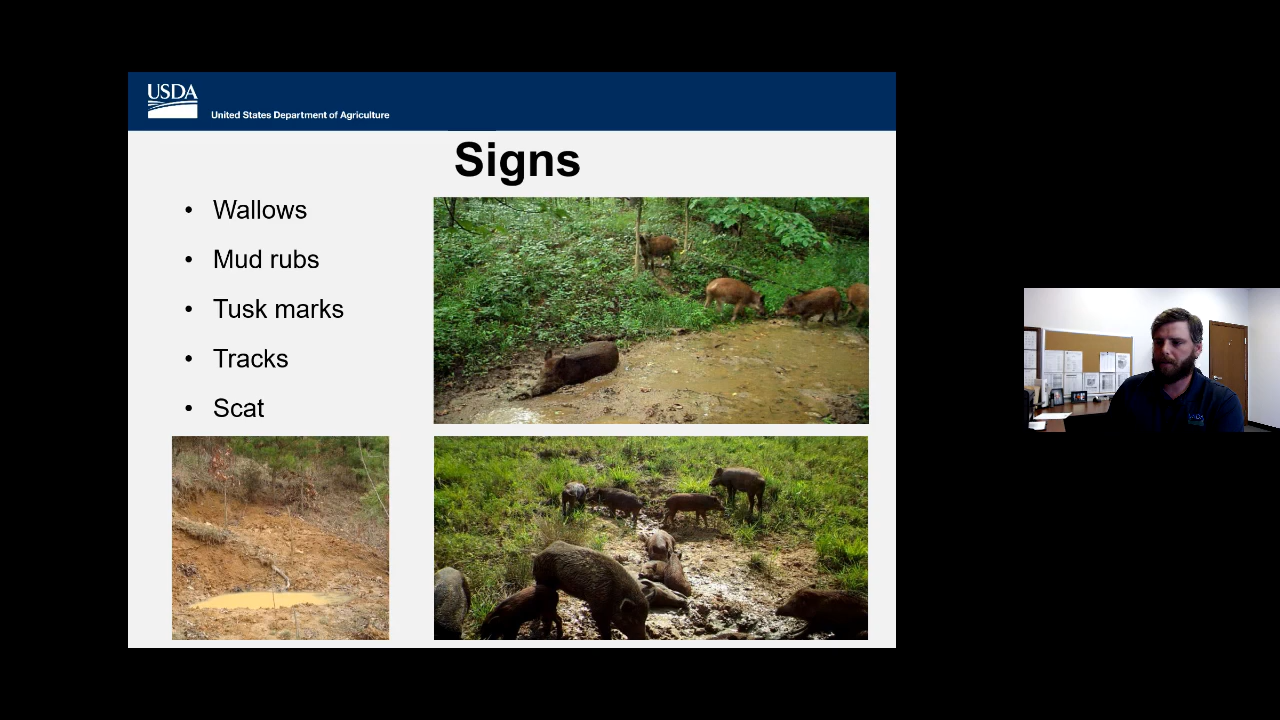 USDA
United States Department of Agriculture
Signs
• Wallows
• Mud rubs
• Tusk marks
• Tracks
• Scat